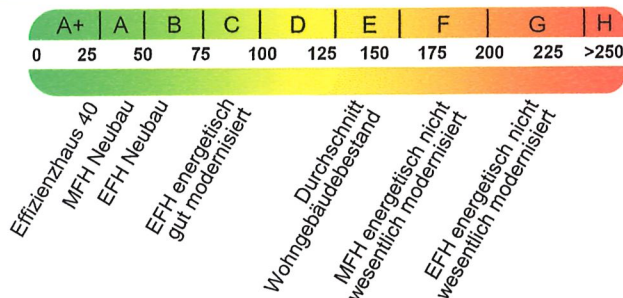 A+ A B C D E F G H
0 25 50 75 100 125 150 175 200 225 >250
Effizienzhaus 40
MFH Neubau
EFH Neubau
EFH energetisch
gut modernisiert
Durchschnitt
Wohngebäudebestand
MFH energetisch nicht
wesentlich modernisiert
EFH energetisch nicht
wesentlich modernisiert